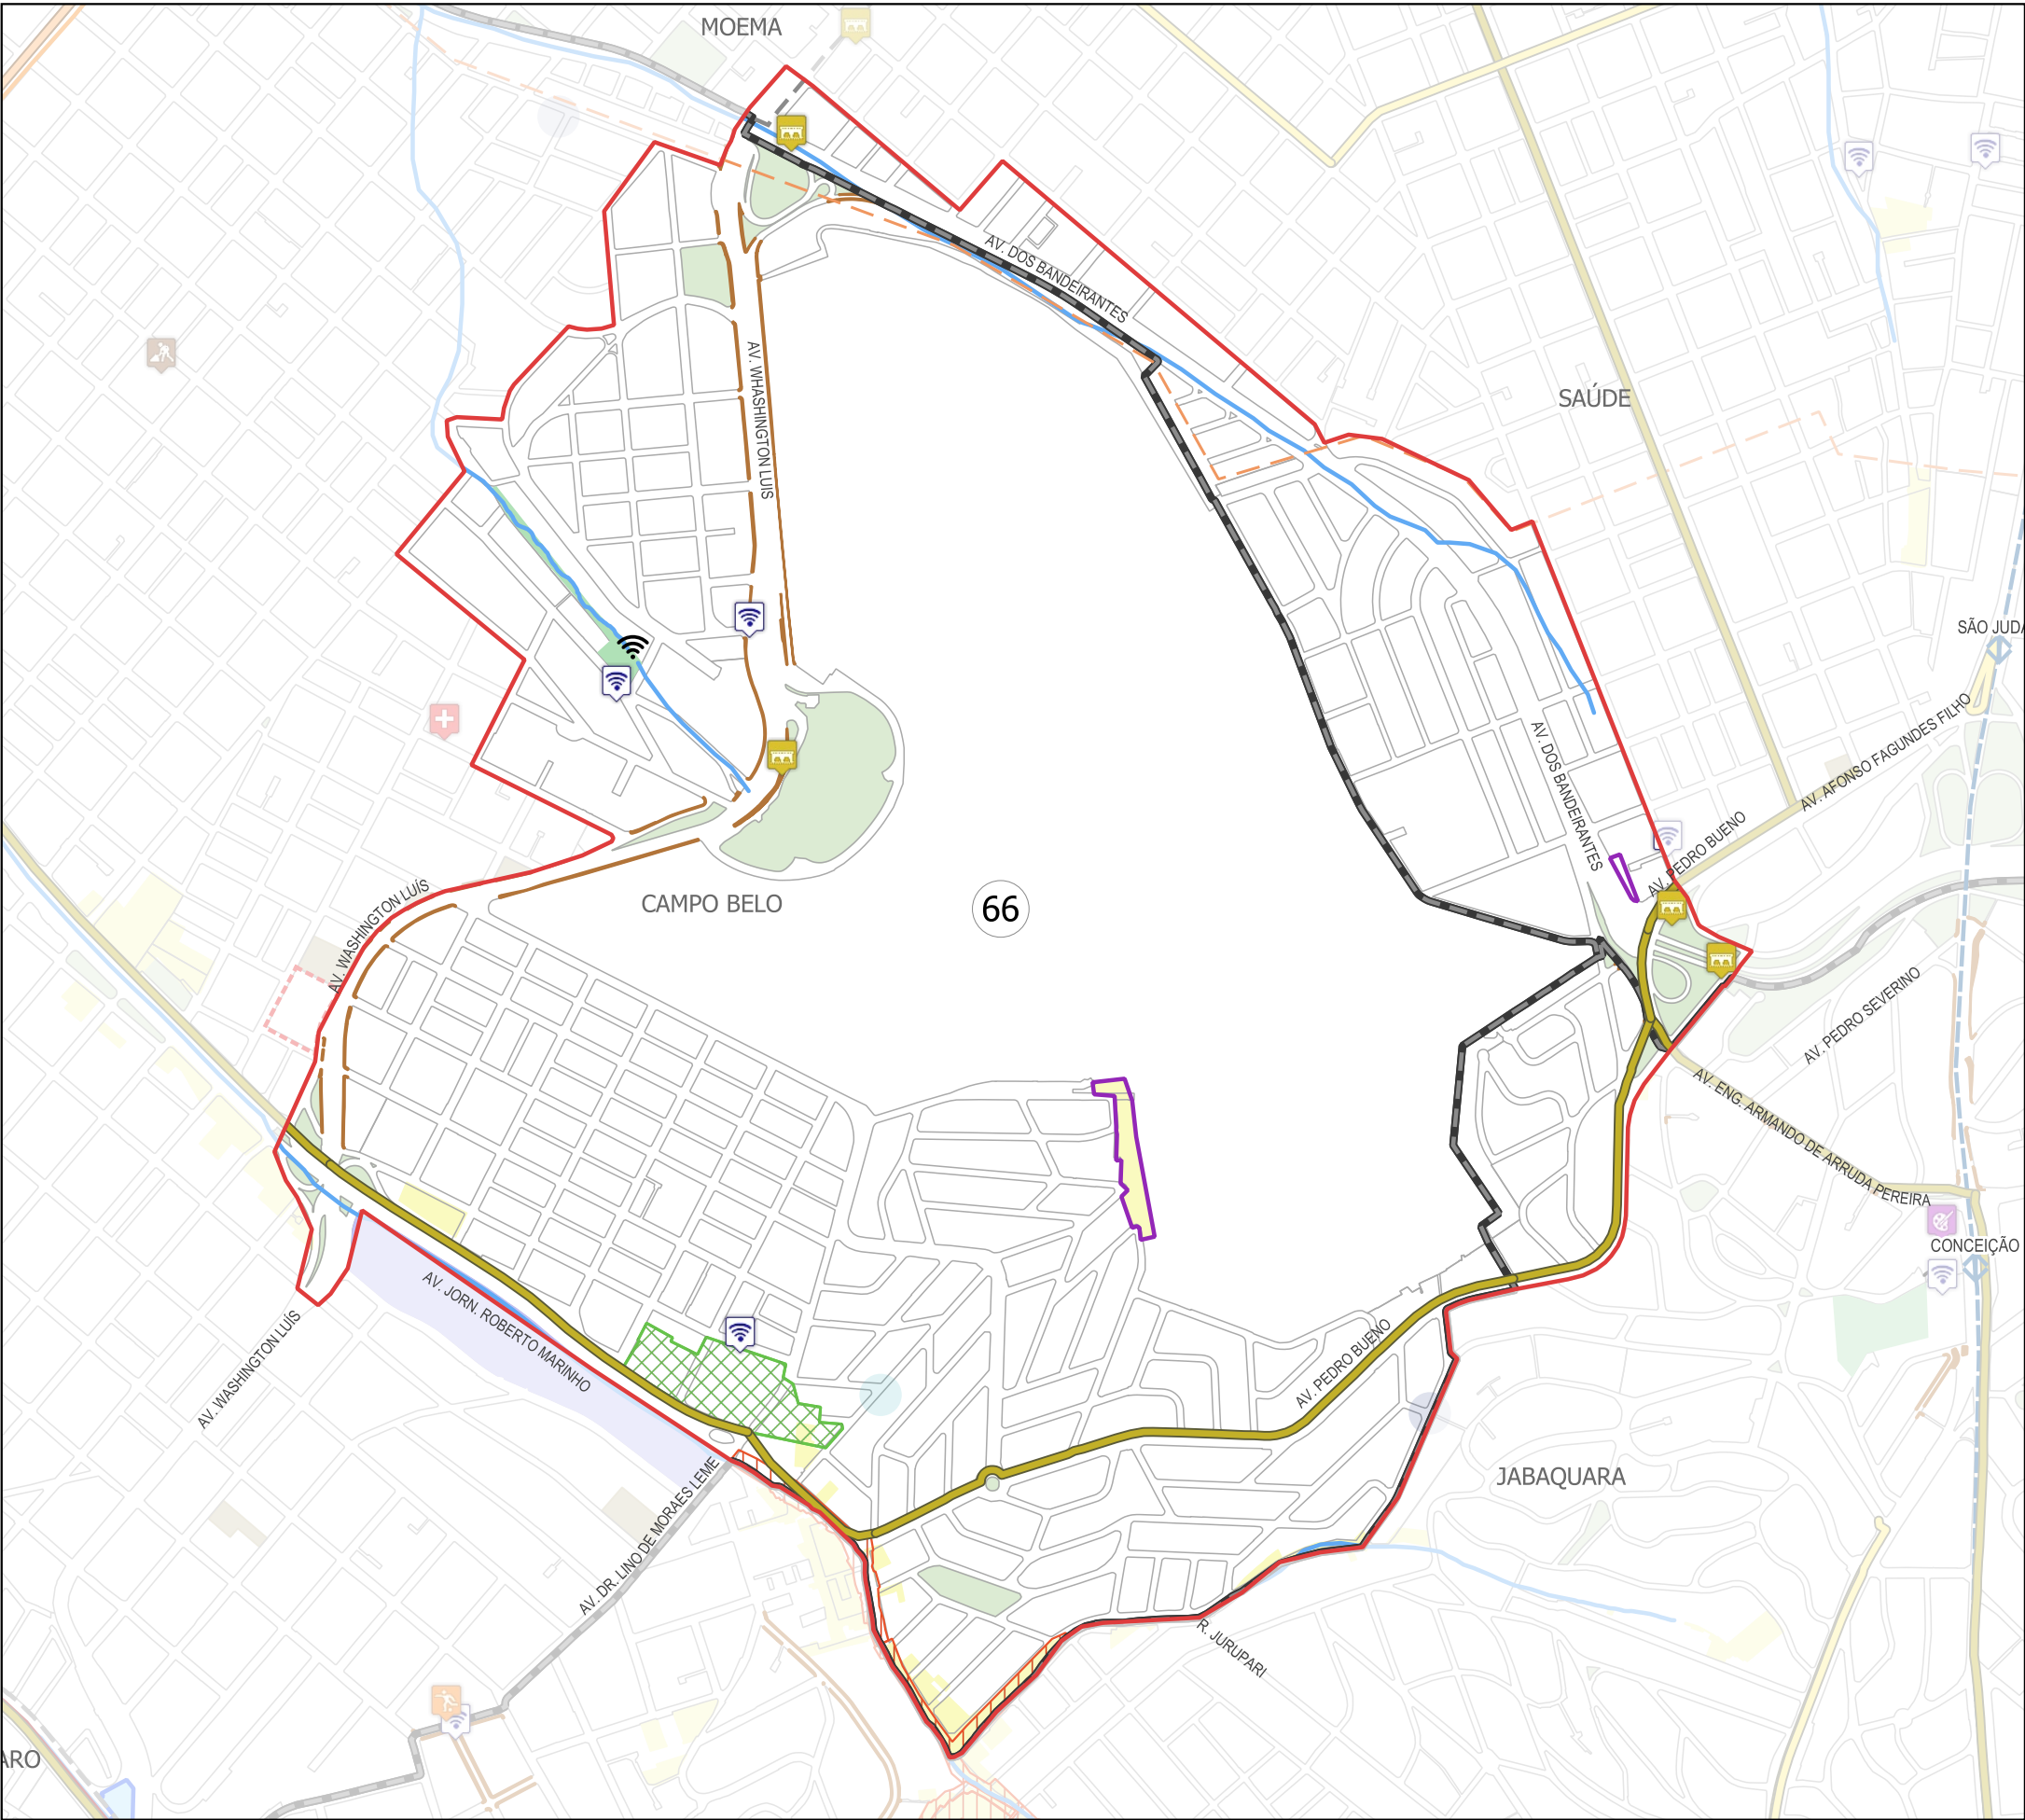 MOEMA
AV. DOS BANDEIRANTES
AV. WHASHINGTON LUIS
SAÚDE
SÃO JUDA
AV. AFONSO FAGUNDES FILHO
AV. DOS BANDEIRANTES
AV. PEDRO BUENO
CAMPO BELO
66
AV. WASHINGTON LUÍS
AV. PEDRO SEVERINO
AV. ENG. ARMANDO DE ARRUDA PEREIRA
CONCEIÇÃO
AV. JORN. ROBERTO MARINHO
AV. WASHINGTON LUÍS
AV. PEDRO BUENO
AV. DR. LINO DE MORAES LEME
JABAQUARA
R. JURUPARI
ARO